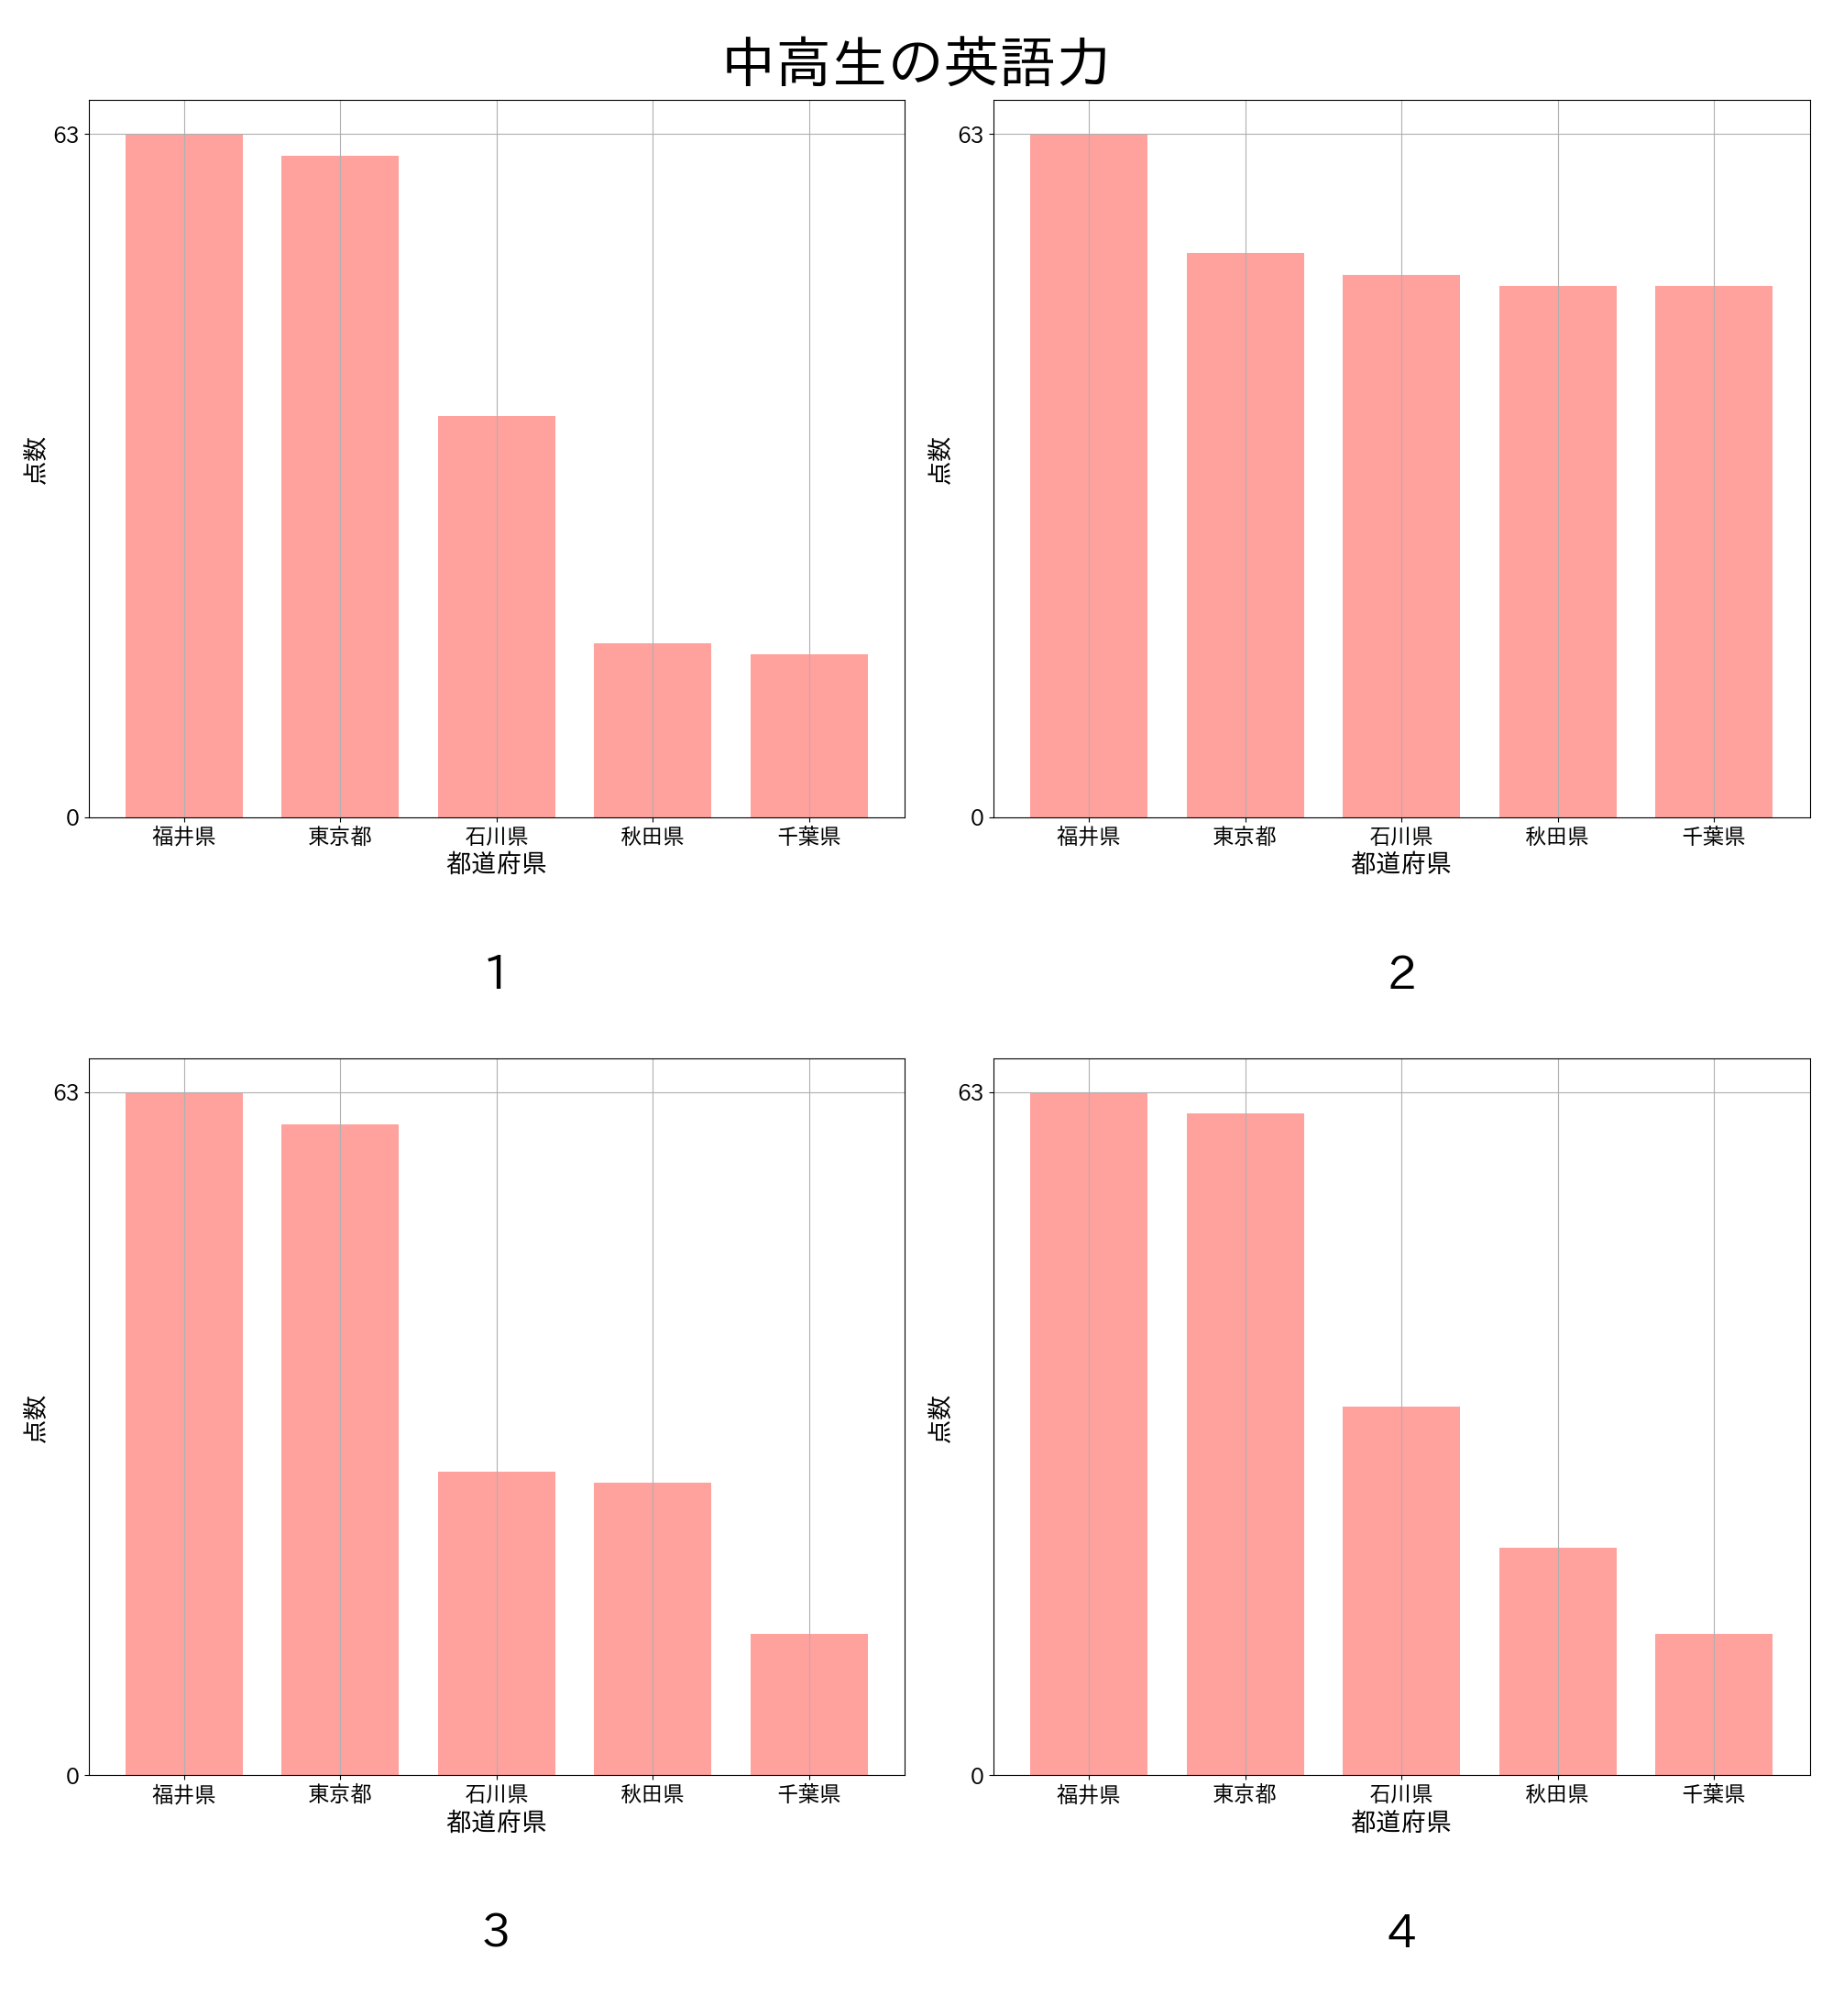 中高生の英語力
63
0
点数
福井県 東京都 石川県 秋田県 千葉県
都道府県
1
63
0
点数
福井県 東京都 石川県 秋田県 千葉県
都道府県
2
63
0
点数
福井県 東京都 石川県 秋田県 千葉県
都道府県
3
63
0
点数
福井県 東京都 石川県 秋田県 千葉県
都道府県
4